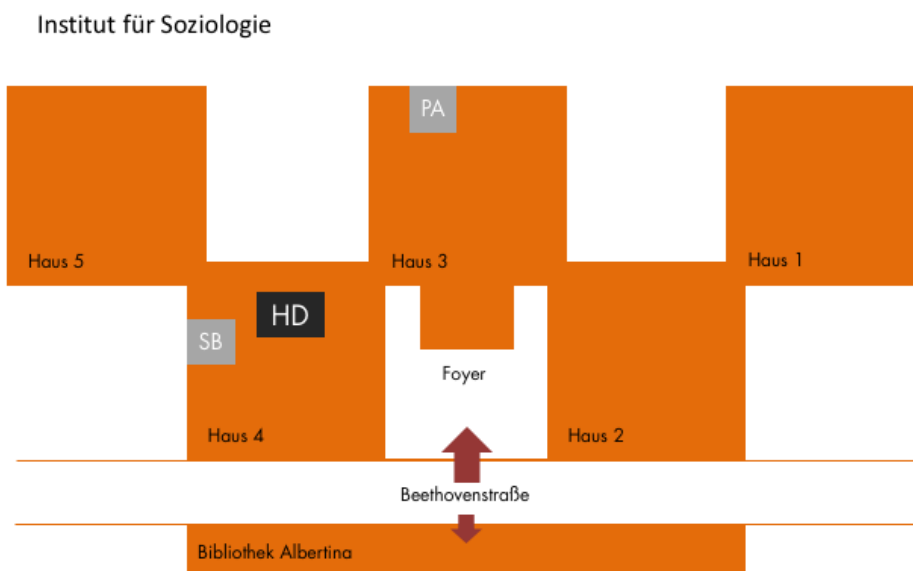 Institut für Soziologie
PA
Haus 5
Haus 3
Haus 1
HD
SB
Foyer
Haus 4
Haus 2
Beethovenstraße
Bibliothek Albertina